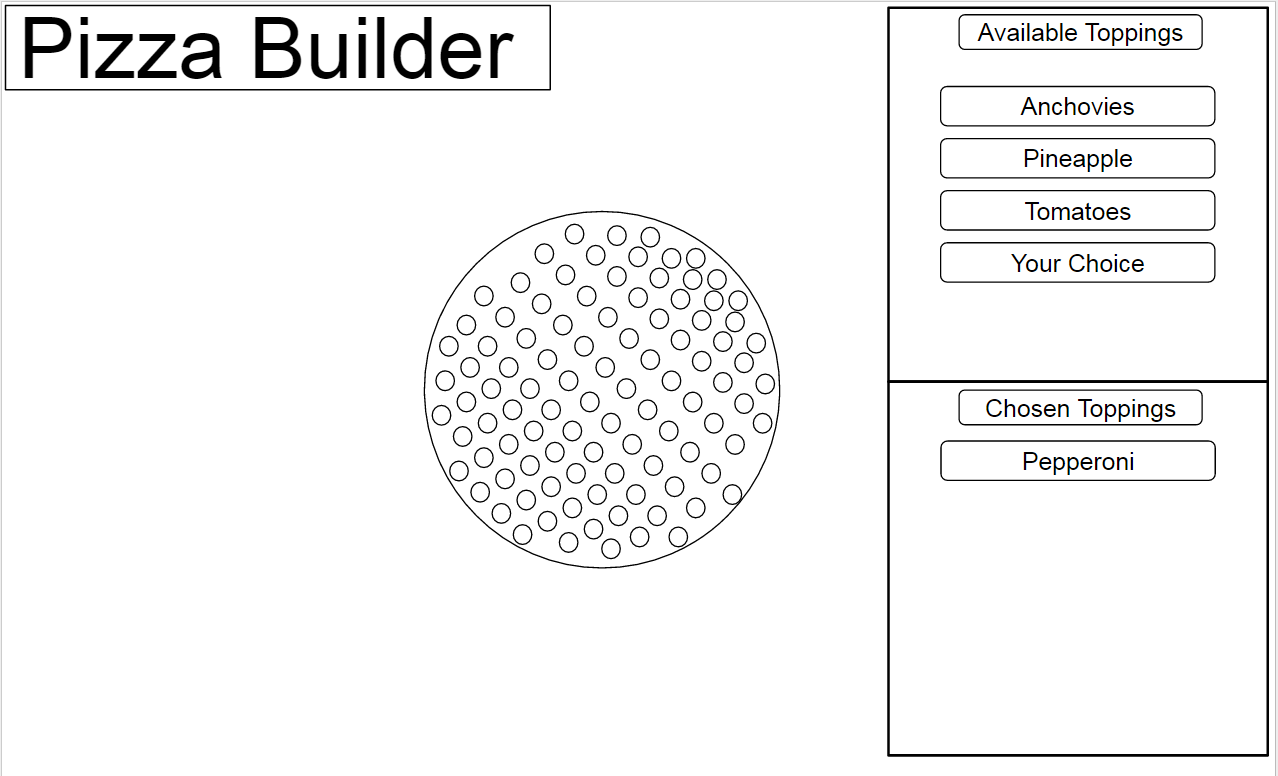 Pizza Builder
Available Toppings
Anchovies
Pineapple
Tomatoes
Your Choice
Chosen Toppings
Pepperoni